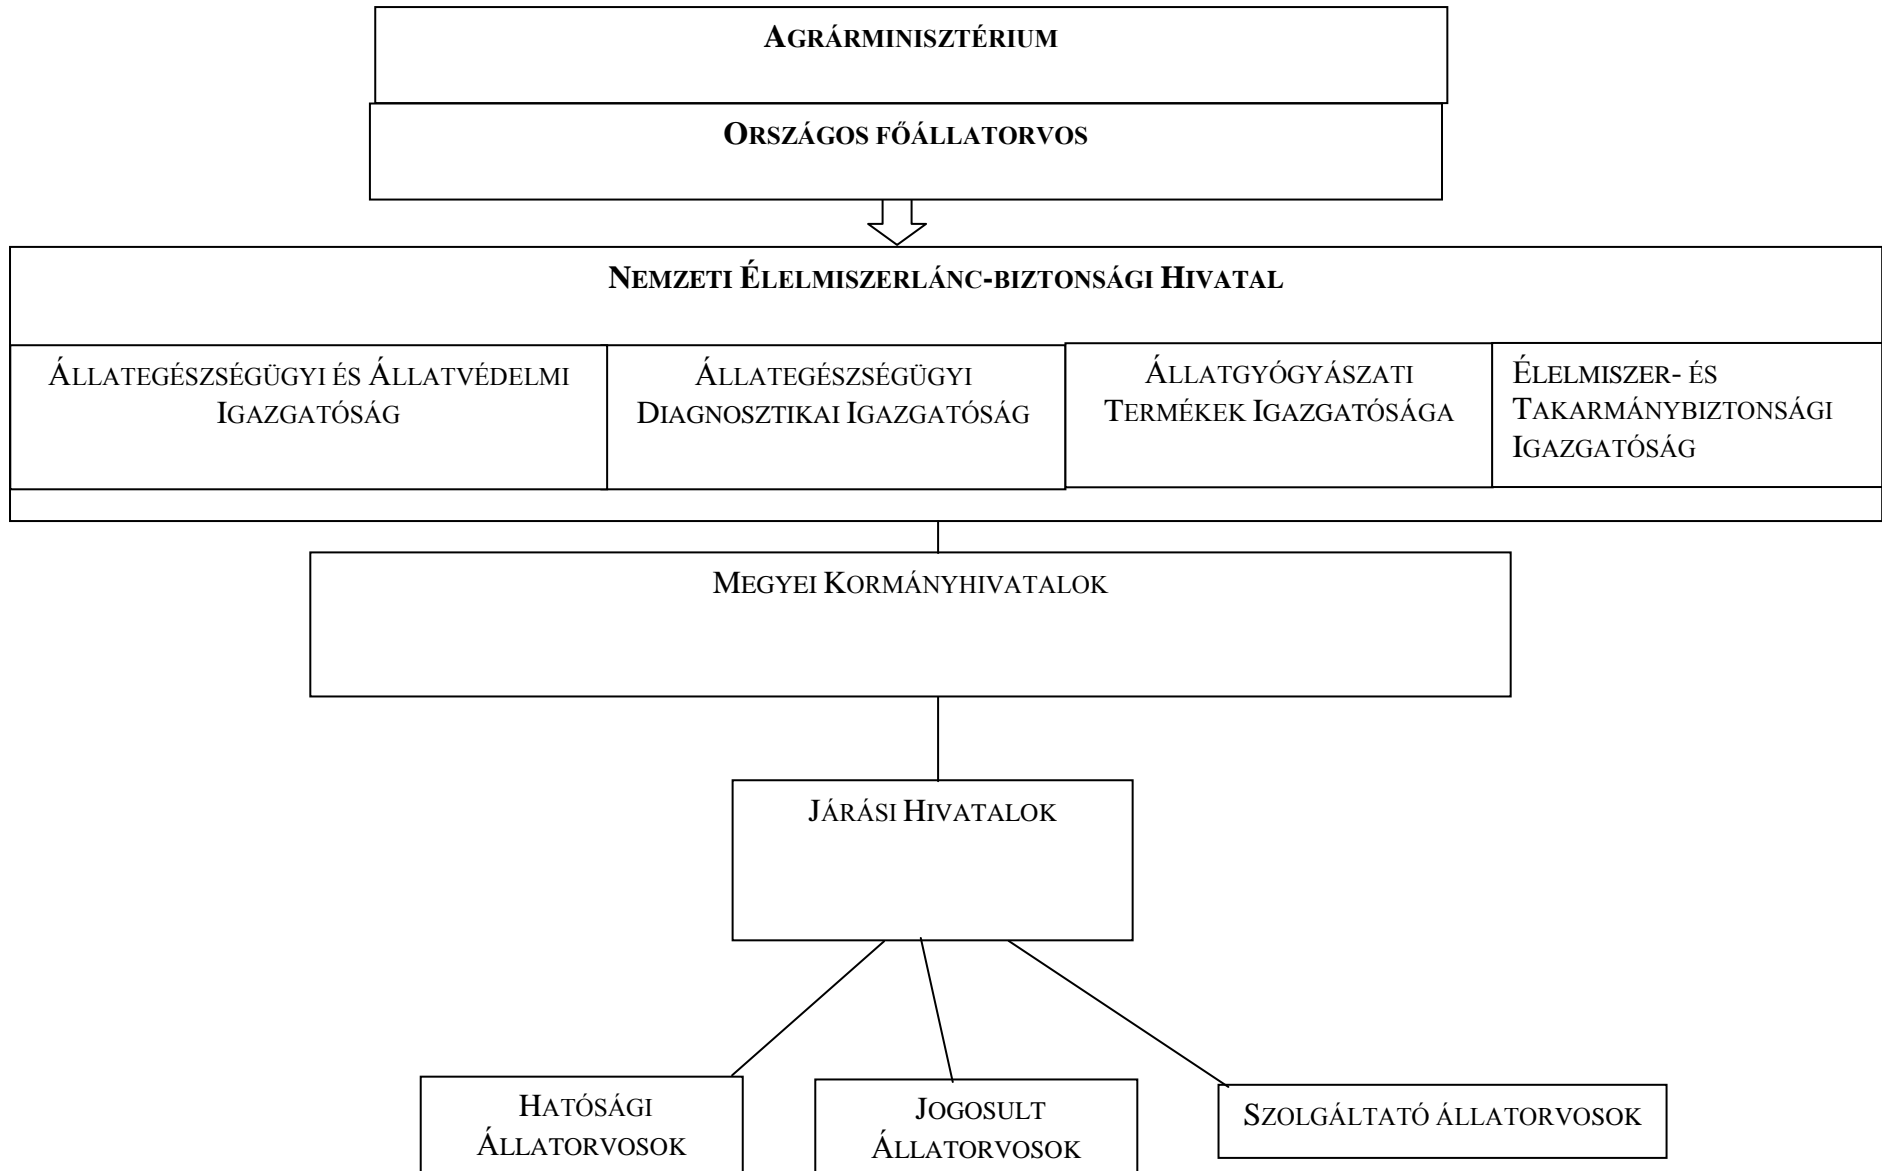 AGRÁRMINISZTÉRIUM
ORSZÁGOS FŐÁLLATORVOS
NEMZETI ÉLELMISZERLÁNC-BIZTONSÁGI HIVATAL
ÁLLATEGÉSZSÉGÜGYI ÉS ÁLLATVÉDELMI
IGAZGATÓSÁG
ÁLLATEGÉSZSÉGÜGYI
DIAGNOSZTIKAI IGAZGATÓSÁG
ÁLLATGYÓGYÁSZATI
TERMÉKEK IGAZGATÓSÁGA
ÉLELMISZER- ÉS
TAKARMÁNYBIZTONSÁGI
IGAZGATÓSÁG
MEGYEI KORMÁNYHIVATALOK
JÁRÁSI HIVATALOK
HATÓSÁGI
ÁLLATORVOSOK
JOGOSULT
ÁLLATORVOSOK
SZOLGÁLTATÓ ÁLLATORVOSOK